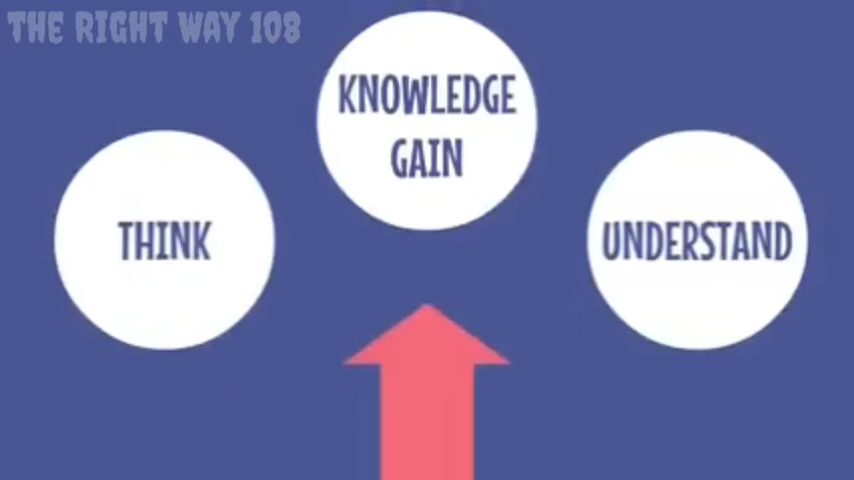 THE RIGHT WAY 108
KNOWLEDGE
GAIN
THINK
UNDERSTAND